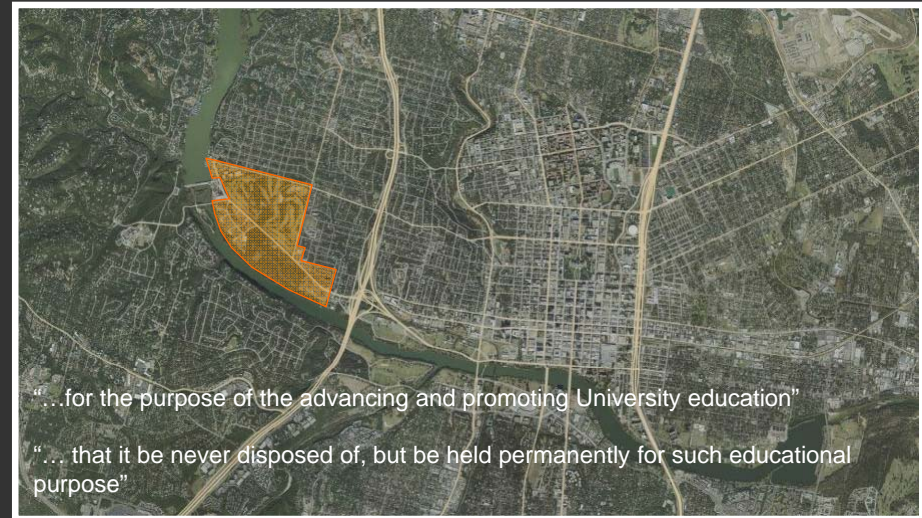 “…for the purpose of the advancing and promoting University education”
“… that it be never disposed of, but be held permanently for such educational
purpose”